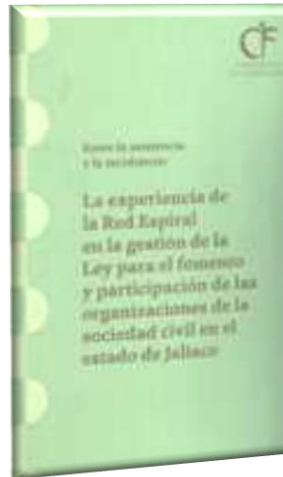 CIF
Entre la
y la incidencia
La experiencia de
la Red Espiral
en la gestión de la
Ley para el fomento
y participación de las
organizaciones de la
sociedad civil en el
estado de Jalisco